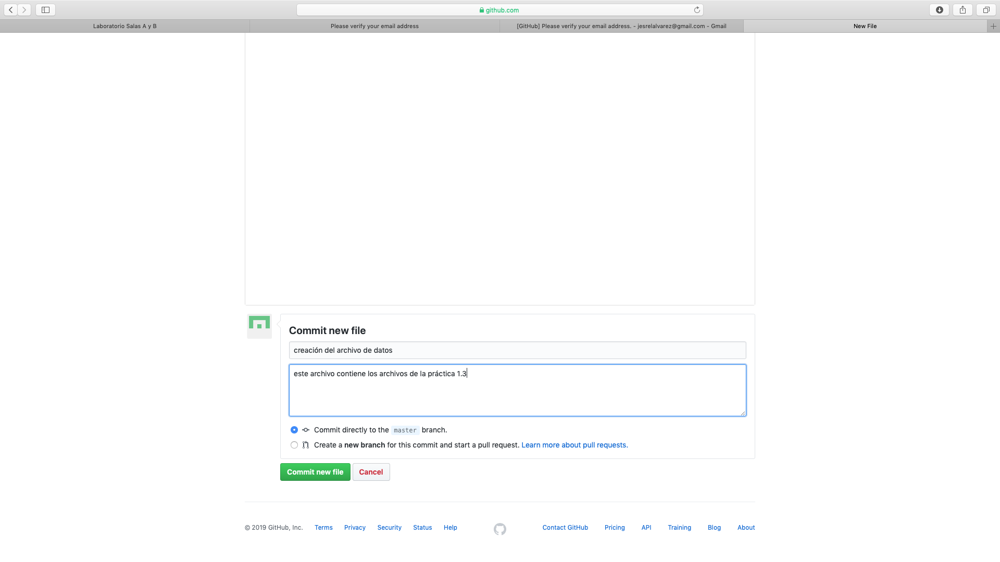 github.com
Laboratorio Salas A y B
Please verify your email address
[GitHub] Please verify your email address. - jesrelalvarez@gmail.com - Gmail
New File
Commit new file
creación del archivo de datos
este archivo contiene los archivos de la práctica 1.3
Commit directly to the master branch.
Create a new branch for this commit and start a pull request. Learn more about pull requests.
Commit new file
Cancel
© 2019 GitHub, Inc. Terms Privacy Security Status Help Contact GitHub Pricing API Training Blog About